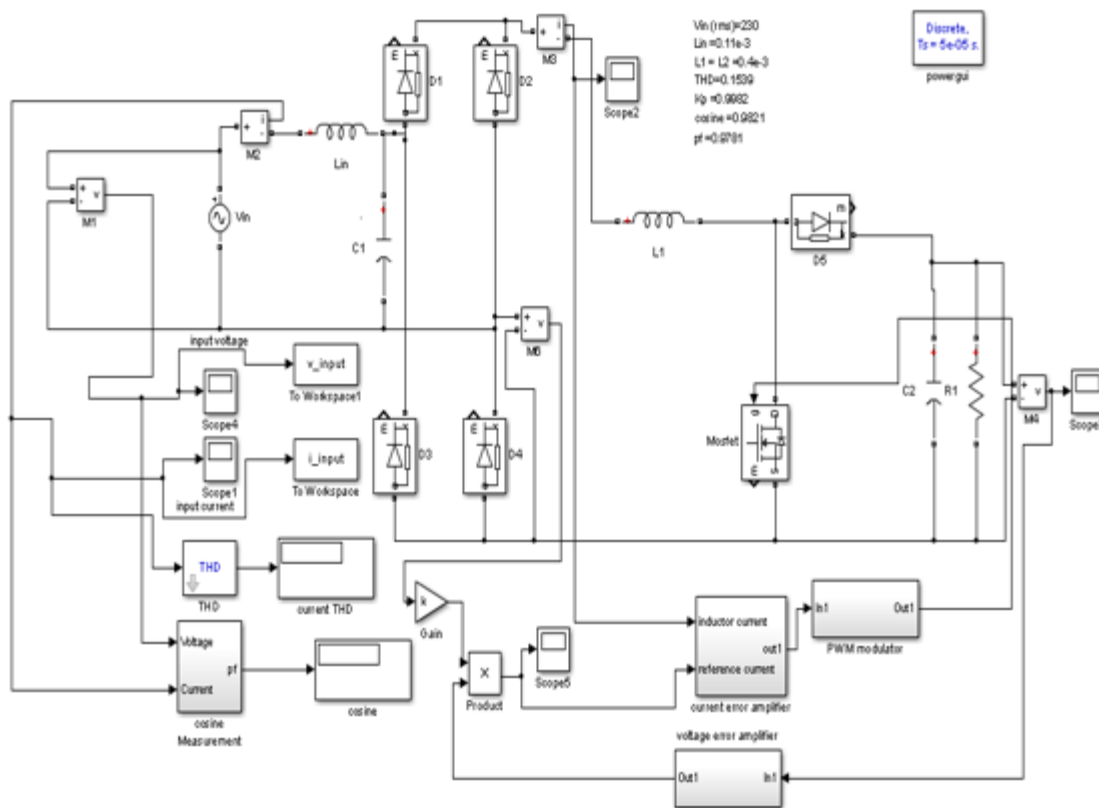 Vin (rms)=230
Lin =0.11e-3
L1 = L2 =0.4e-3
THD=0.1539
Kp =0.9982
cosine =0.9821
pf =0.9781
Discrete,
Ts = 5e-05 s.
powergui
D1
D2
M3
i
Scope2
M2
i
Lin
M1
v
Vin
C1
L1
m
D5
M6
v
input voltage
v_input
To Workspace1
Scope4
i_input
To Workspace
Scope1
input current
D3
D4
Mosfet
g
D
m
S
C2
R1
M4
v
Scope
THD
THD
current THD
k
Gain
Voltage
Current
pf
cosine
Measurement
cosine
X
Product
Scope5
inductor current
reference current
out1
current error amplifier
In1
Out1
PWM modulator
voltage error amplifier
Out1
In1